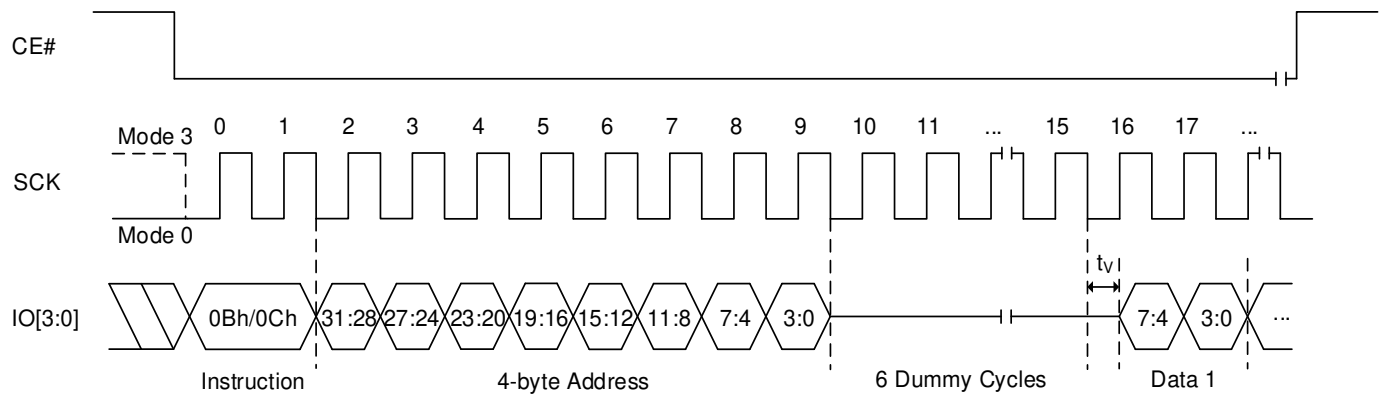 CE#
0 1 2 3 4 5 6 7 8 9 10 11 ... 15 16 17 ...
Mode 3
SCK
Mode 0
tV
IO[3:0] 0Bh/0Ch 31:28 27:24 23:20 19:16 15:12 11:8 7:4 3:0 7:4 3:0 ...
Instruction 4-byte Address 6 Dummy Cycles Data 1